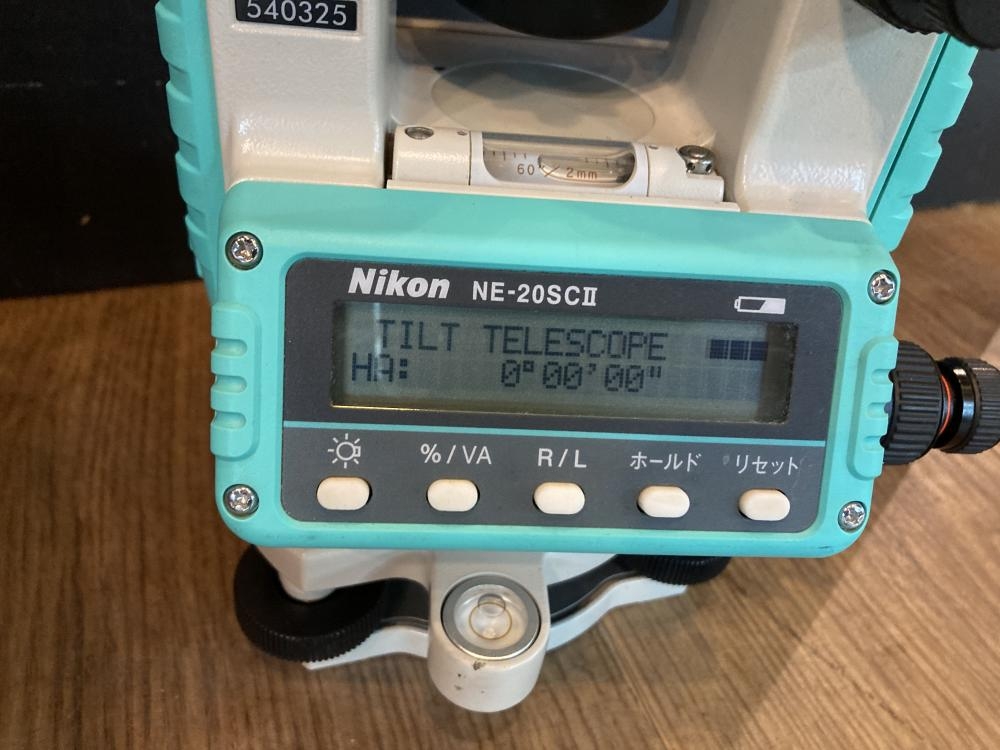 540325
60" 2mm
Nikon NE-20SCⅡ
TILT TELESCOPE
HA: 0°00'00"
%/VA R/L ホールド リセット